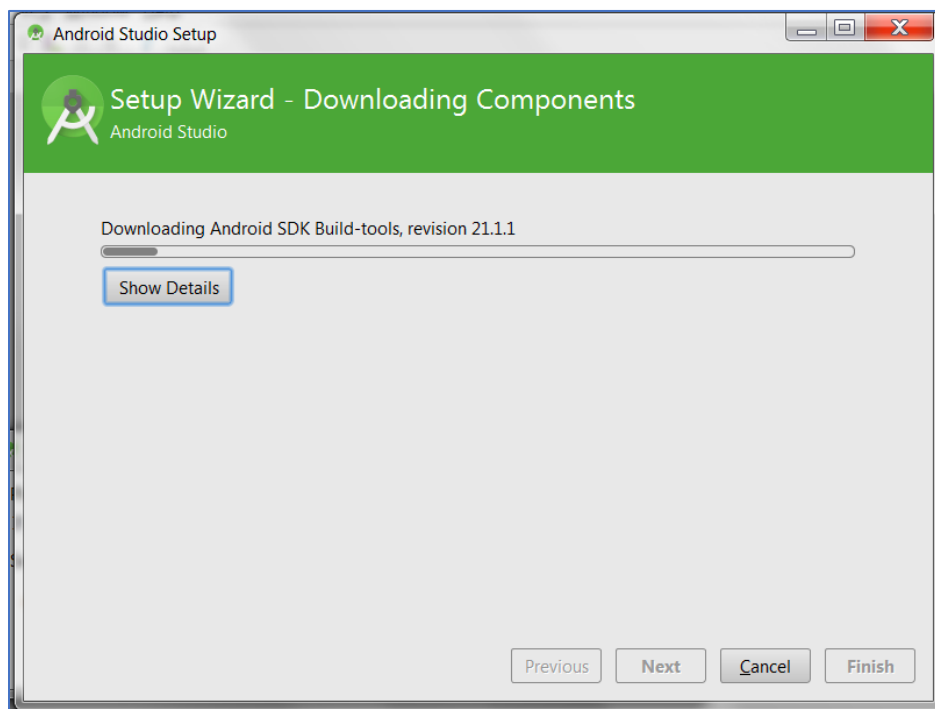 Android Studio Setup
Setup Wizard - Downloading Components
Android Studio
Downloading Android SDK Build-tools, revision 21.1.1
Show Details
Previous Next Cancel Finish